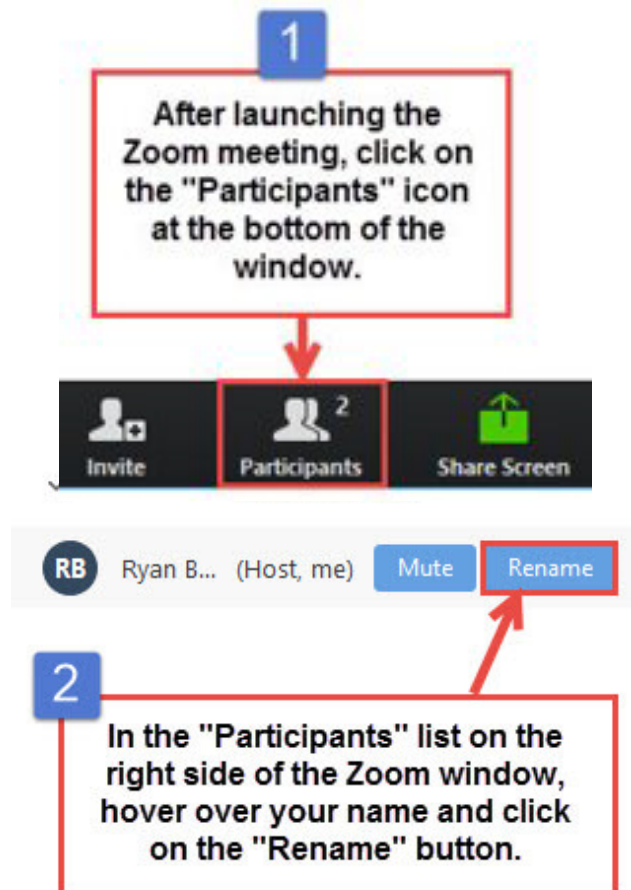 1
After launching the
Zoom meeting, click on
the "Participants" icon
at the bottom of the
window.
2
Invite
Participants
Share Screen
RB Ryan B... (Host, me) Mute Rename
2
In the "Participants" list on the
right side of the Zoom window,
hover over your name and click
on the "Rename" button.